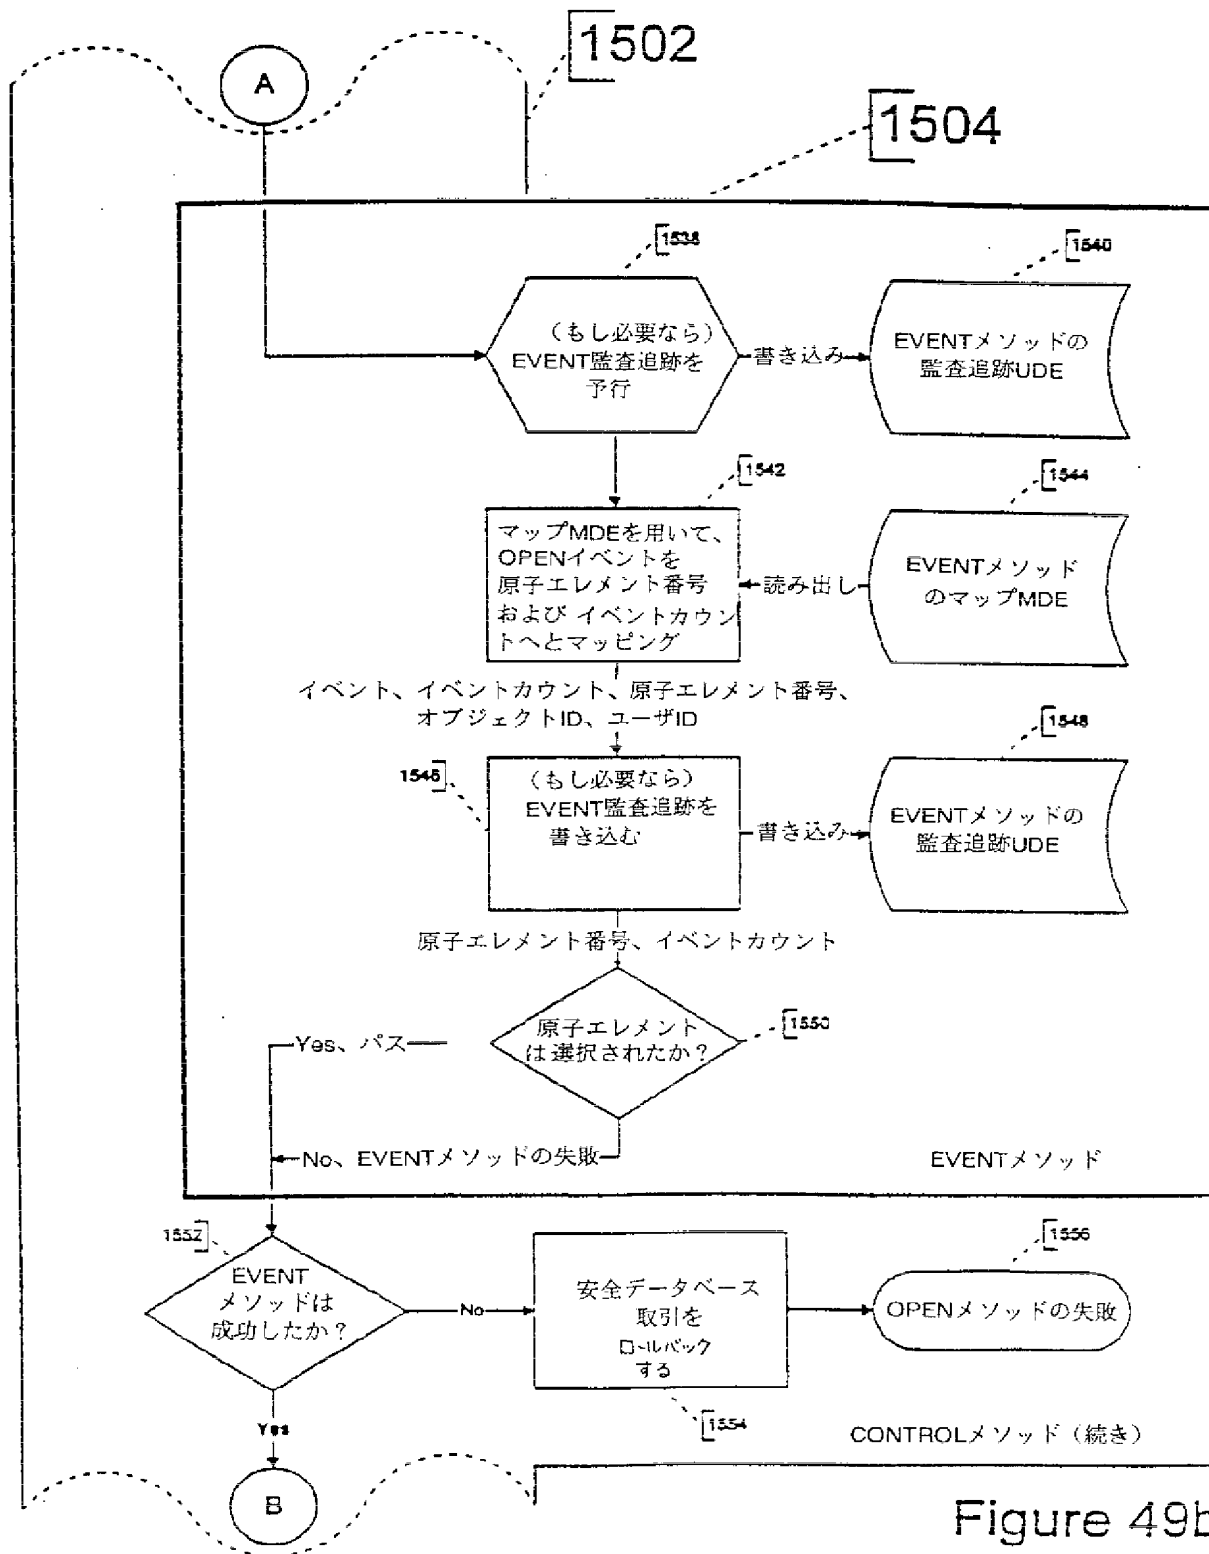 1502
A
1504
1538
1540
（もし必要なら）
EVENT監査追跡を
予行
書き込み
EVENTメソッドの
監査追跡UDE
1542
1544
マップMDEを用いて、
OPENイベントを
原子エレメント番号
および イベントカウン
トへとマッピング
読み出し
EVENTメソッド
のマップMDE
イベント、イベントカウント、原子エレメント番号、
オブジェクトID、ユーザID
1546
1548
（もし必要なら）
EVENT監査追跡を
書き込む
書き込み
EVENTメソッドの
監査追跡UDE
原子エレメント番号、イベントカウント
1550
原子エレメント
は選択されたか？
Yes、パス
No、EVENTメソッドの失敗
EVENTメソッド
1552
EVENT
メソッドは
成功したか？
No
安全データベース
取引を
ロールバック
する
1554
1556
OPENメソッドの失敗
Yes
CONTROLメソッド（続き）
B
Figure 49b